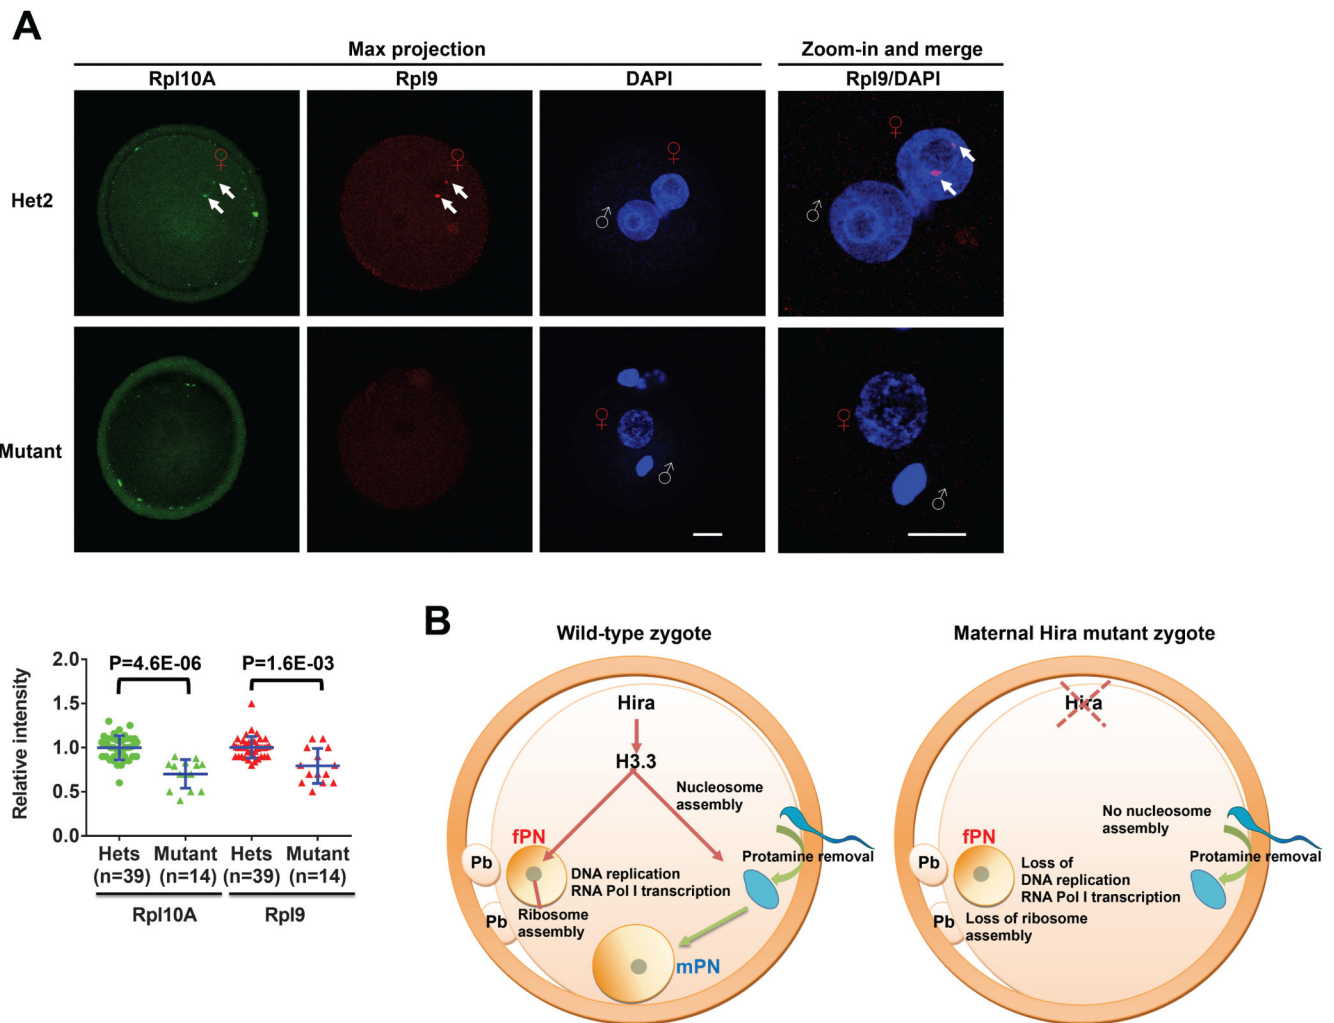 A
Max projection
Zoom-in and merge
Rpl10A
Rpl9
DAPI
Rpl9/DAPI
♀
♀
♀
♂
♀
♂
Het2
♀
♂
♀
♂
Mutant
Relative intensity
2.0
1.5
1.0
0.5
0.0
P=4.6E-06
P=1.6E-03
Hets
(n=39)
Mutant
(n=14)
Hets
(n=39)
Mutant
(n=14)
Rpl10A
Rpl9
B
Wild-type zygote
Hira
H3.3
Nucleosome
assembly
fPN
Pb
DNA replication
RNA Pol I transcription
Protamine removal
Pb
Ribosome
assembly
mPN
Maternal Hira mutant zygote
Hira
No nucleosome
assembly
fPN
Pb
Loss of
DNA replication
RNA Pol I transcription
Protamine removal
Pb
Loss of ribosome
assembly